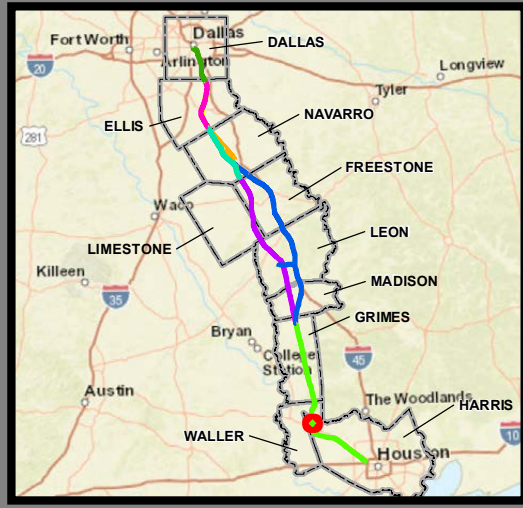 Dallas
Fort Worth
DALLAS
Arlington
Longview
20
Tyler
NAVARRO
ELLIS
281
FREESTONE
Waco
LEON
LIMESTONE
Killeen
MADISON
35
GRIMES
Bryan
College
Station
45
Austin
The Woodlands
HARRIS
WALLER
10
Houston